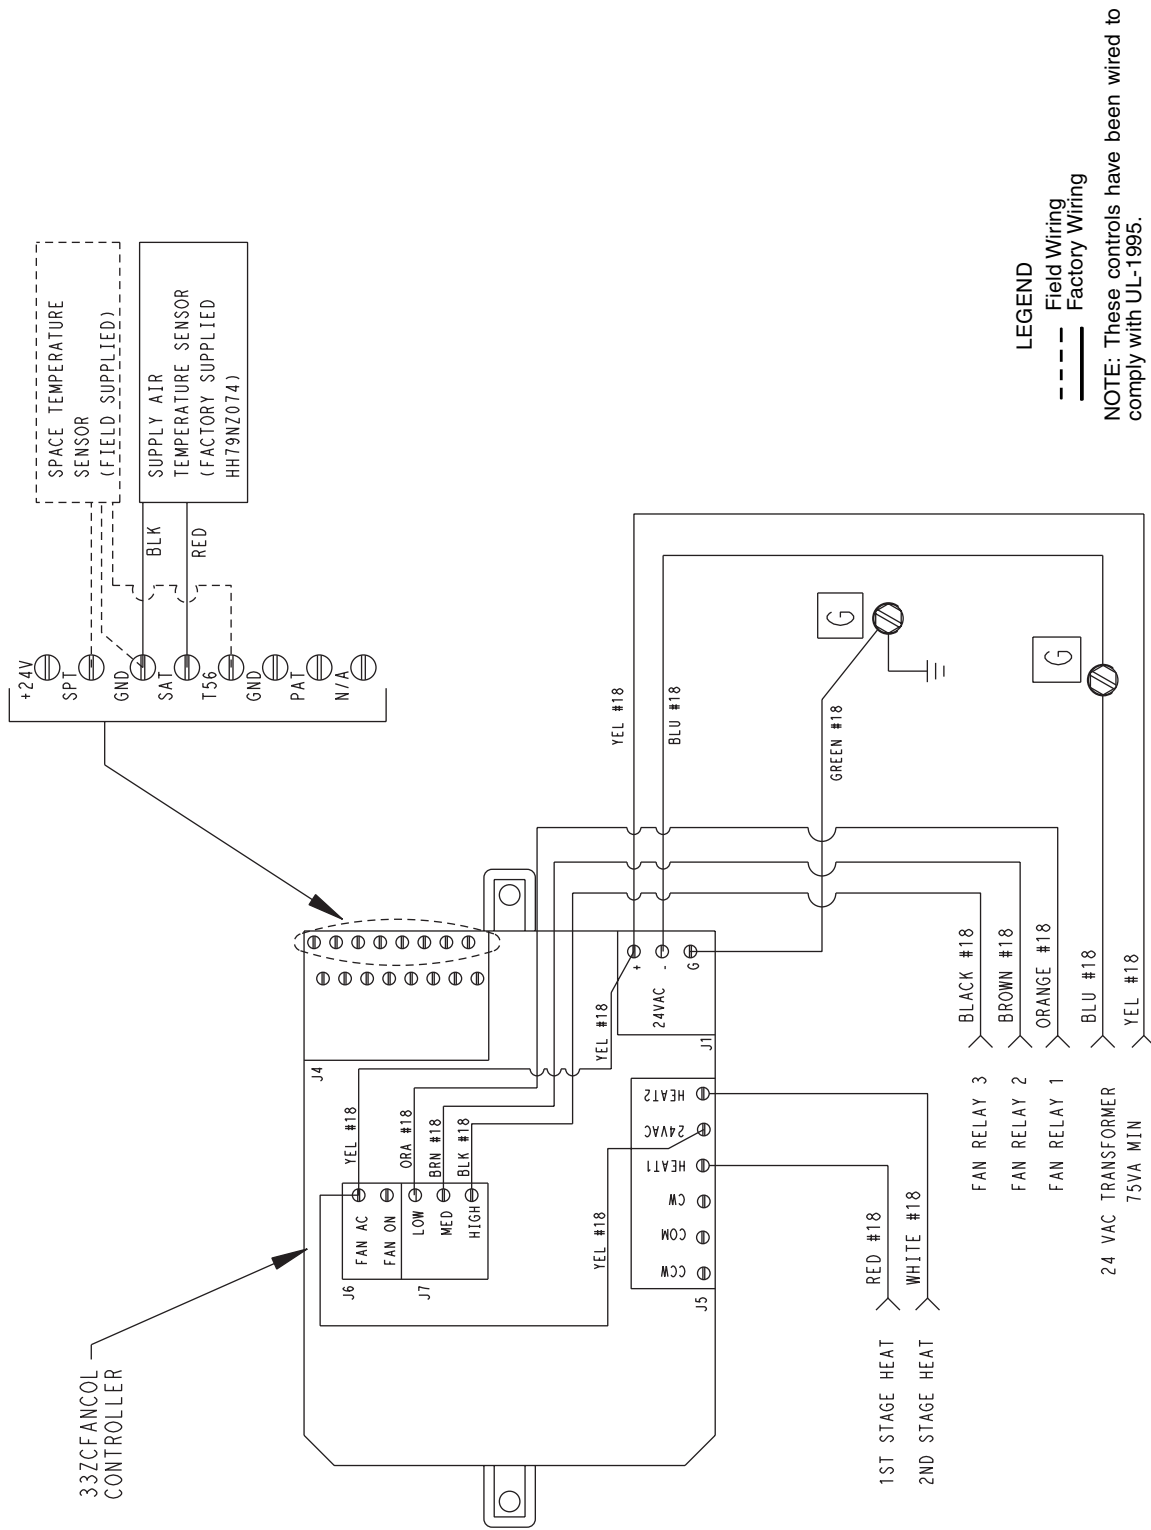 33ZCFANCOL
CONTROLLER
SPACE TEMPERATURE
SENSOR
(FIELD SUPPLIED)
SUPPLY AIR
TEMPERATURE SENSOR
(FACTORY SUPPLIED
HH79NZ074)
BLK
RED
+24V
SPT
GND
SAT
T56
GND
PAT
N/A
J4
J6
FAN AC
FAN ON
J7
LOW
MED
HIGH
YEL #18
ORA #18
BRN #18
BLK #18
YEL #18
YEL #18
J1
24VAC
+
-
G
J5
CCW
COM
CW
HEAT1
24VAC
HEAT2
YEL #18
BLU #18
GREEN #18
G
G
RED #18
WHITE #18
1ST STAGE HEAT
2ND STAGE HEAT
BLACK #18
BROWN #18
ORANGE #18
BLU #18
YEL #18
FAN RELAY 3
FAN RELAY 2
FAN RELAY 1
24 VAC TRANSFORMER
75VA MIN
LEGEND
Field Wiring
Factory Wiring
NOTE: These controls have been wired to
comply with UL-1995.